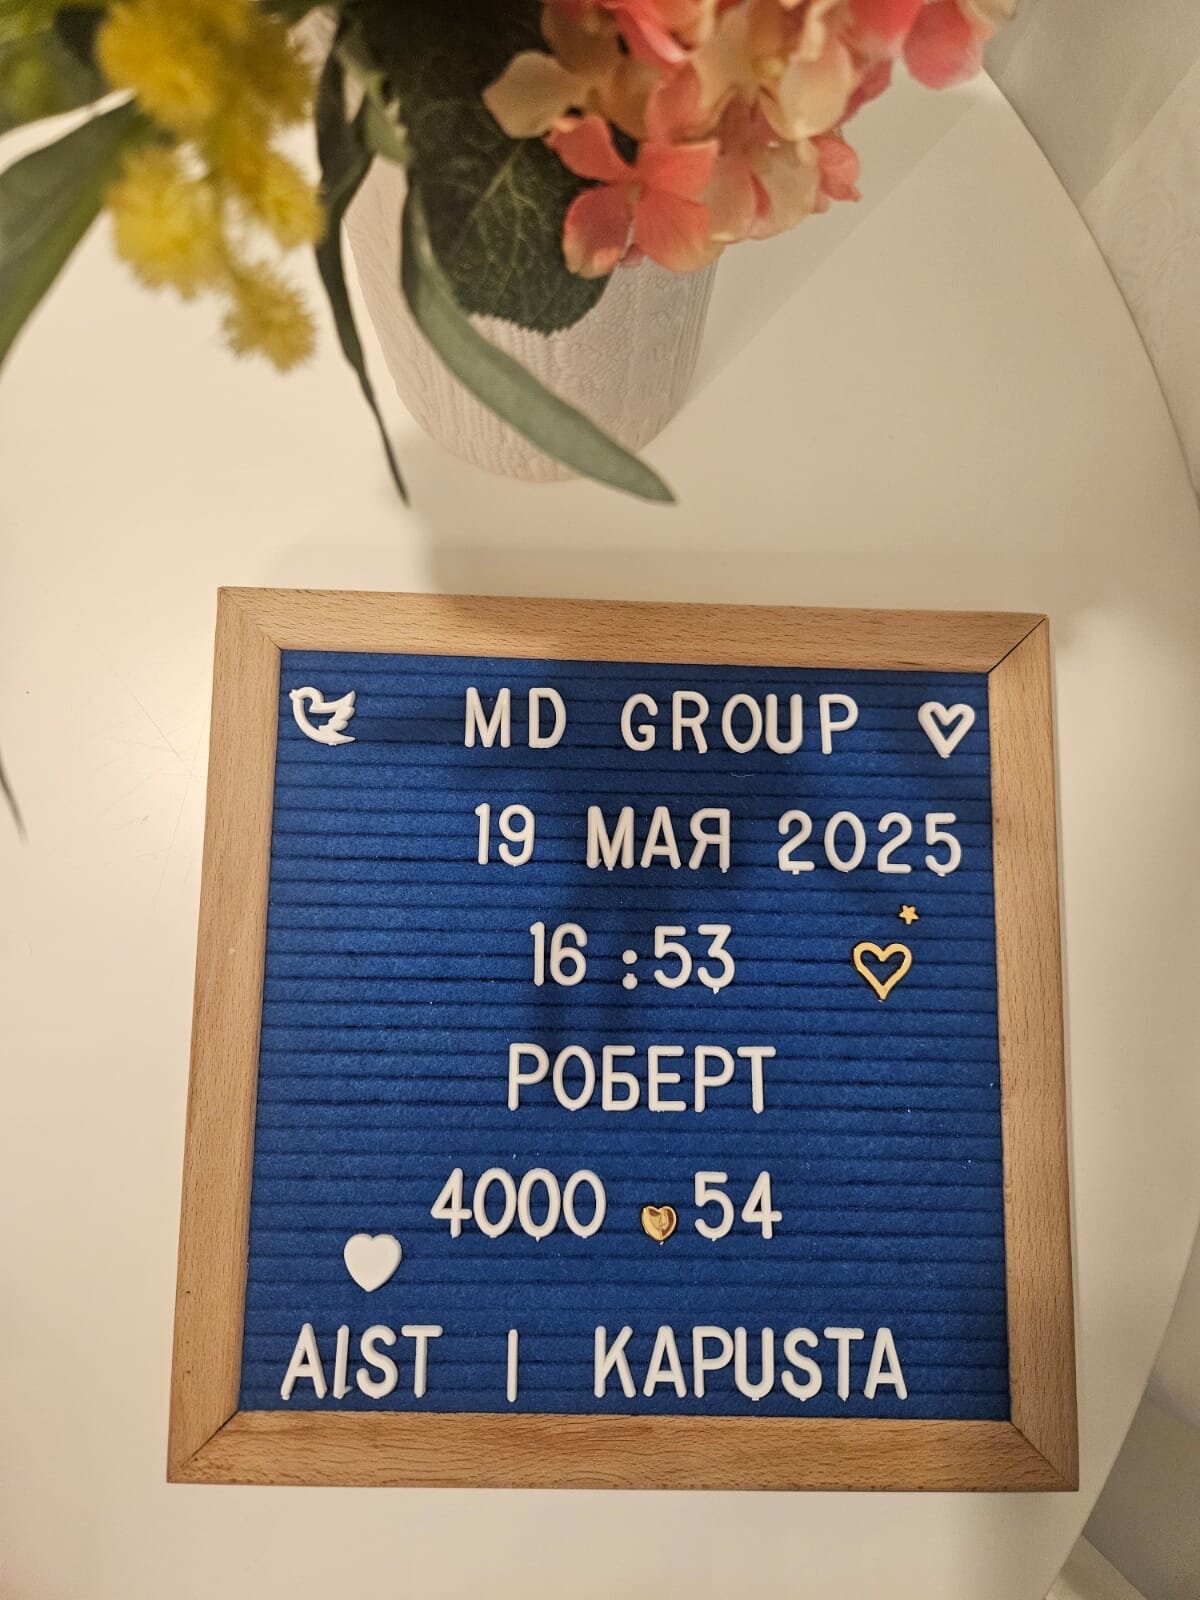 MD GROUP
19 МАЯ 2025
16 :53
РОБЕРТ
4000 54
AIST | KAPUSTA